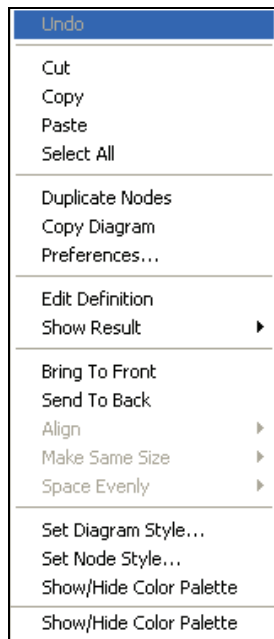 Undo
Cut
Copy
Paste
Select All
Duplicate Nodes
Copy Diagram
Preferences...
Edit Definition
Show Result
Bring To Front
Send To Back
Align
Make Same Size
Space Evenly
Set Diagram Style...
Set Node Style...
Show/Hide Color Palette
Show/Hide Color Palette